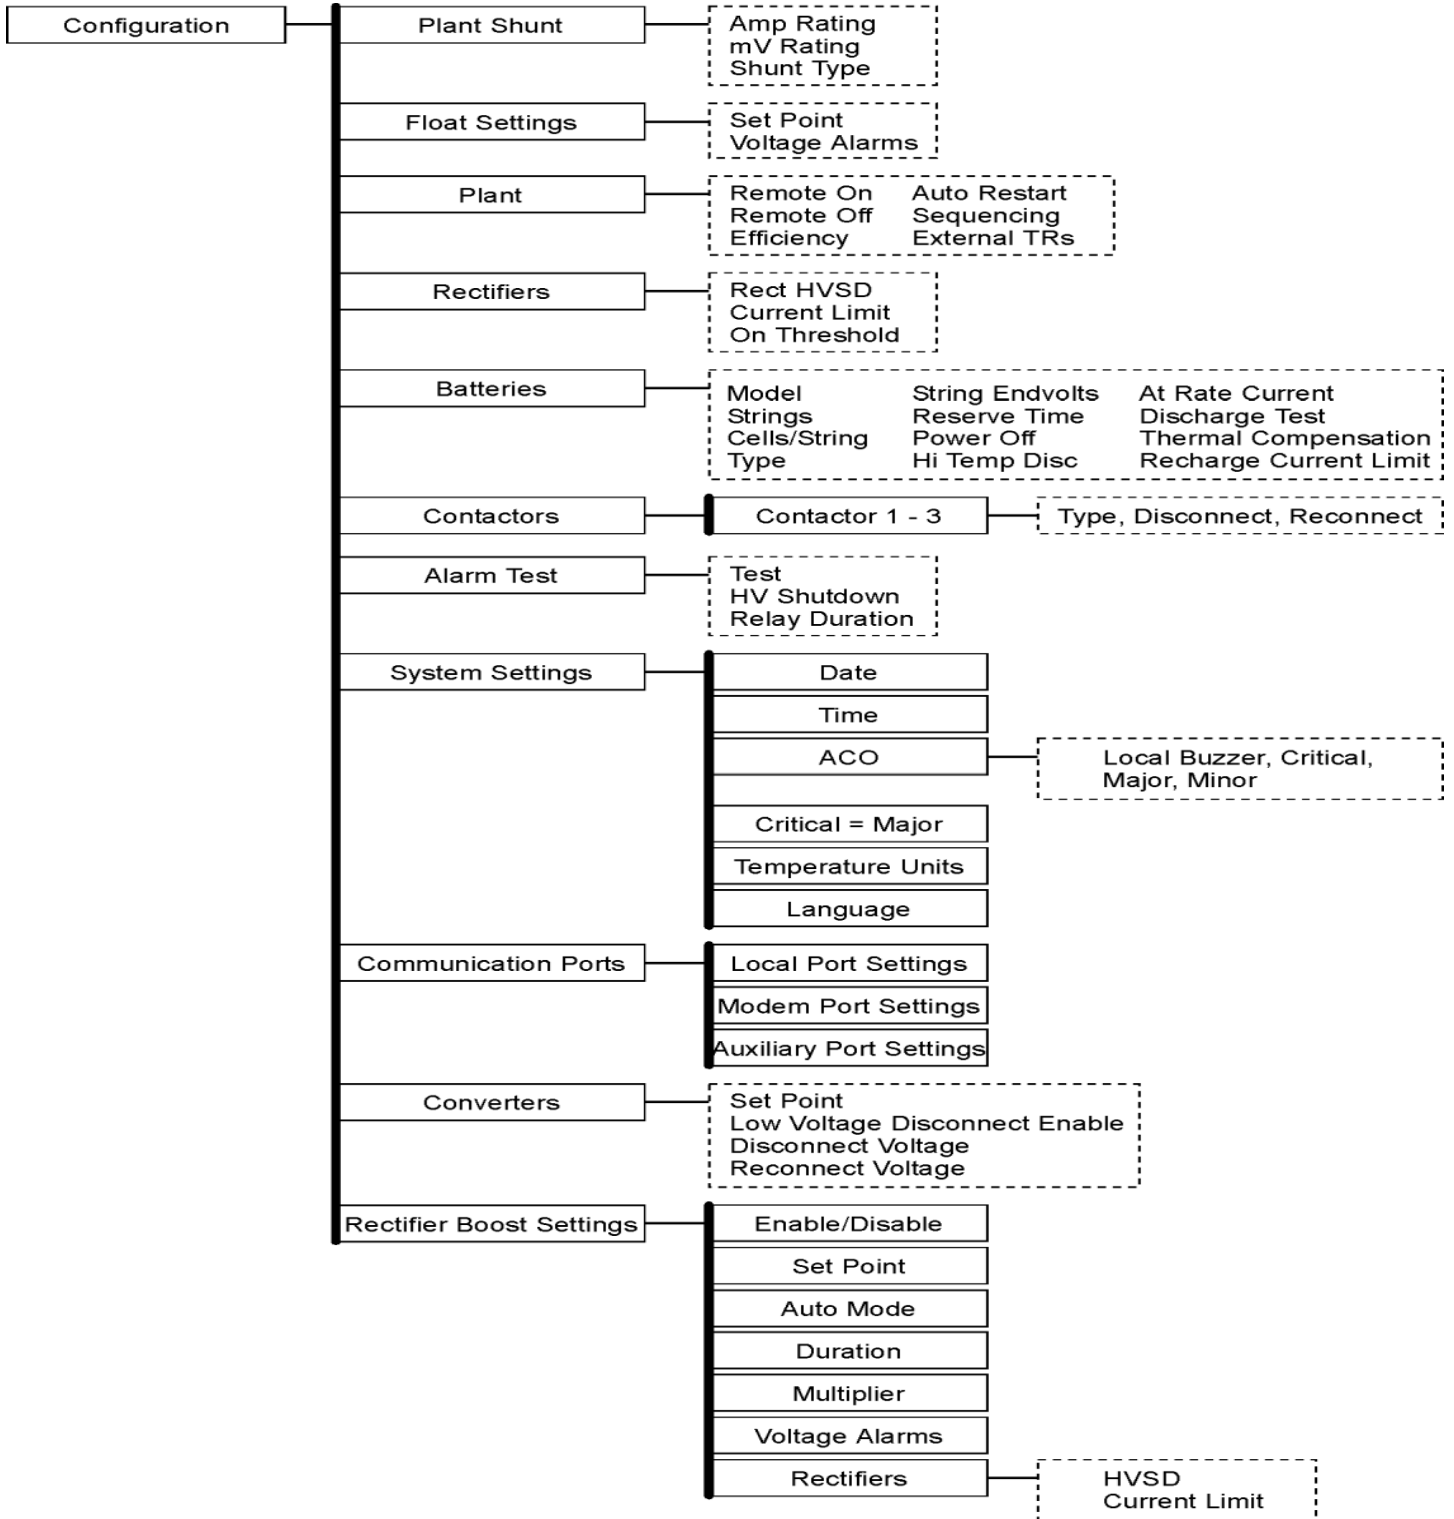 Configuration
Plant Shunt
Amp Rating
mV Rating
Shunt Type
Float Settings
Set Point
Voltage Alarms
Plant
Remote On
Remote Off
Efficiency
Auto Restart
Sequencing
External TRs
Rectifiers
Rect HVSD
Current Limit
On Threshold
Batteries
Model
Strings
Cells/String
Type
String Endvolts
Reserve Time
Power Off
Hi Temp Disc
At Rate Current
Discharge Test
Thermal Compensation
Recharge Current Limit
Contactors
Contactor 1 - 3
Type, Disconnect, Reconnect
Alarm Test
Test
HV Shutdown
Relay Duration
System Settings
Date
Time
ACO
Local Buzzer, Critical,
Major, Minor
Critical = Major
Temperature Units
Language
Communication Ports
Local Port Settings
Modem Port Settings
Auxiliary Port Settings
Converters
Set Point
Low Voltage Disconnect Enable
Disconnect Voltage
Reconnect Voltage
Rectifier Boost Settings
Enable/Disable
Set Point
Auto Mode
Duration
Multiplier
Voltage Alarms
Rectifiers
HVSD
Current Limit